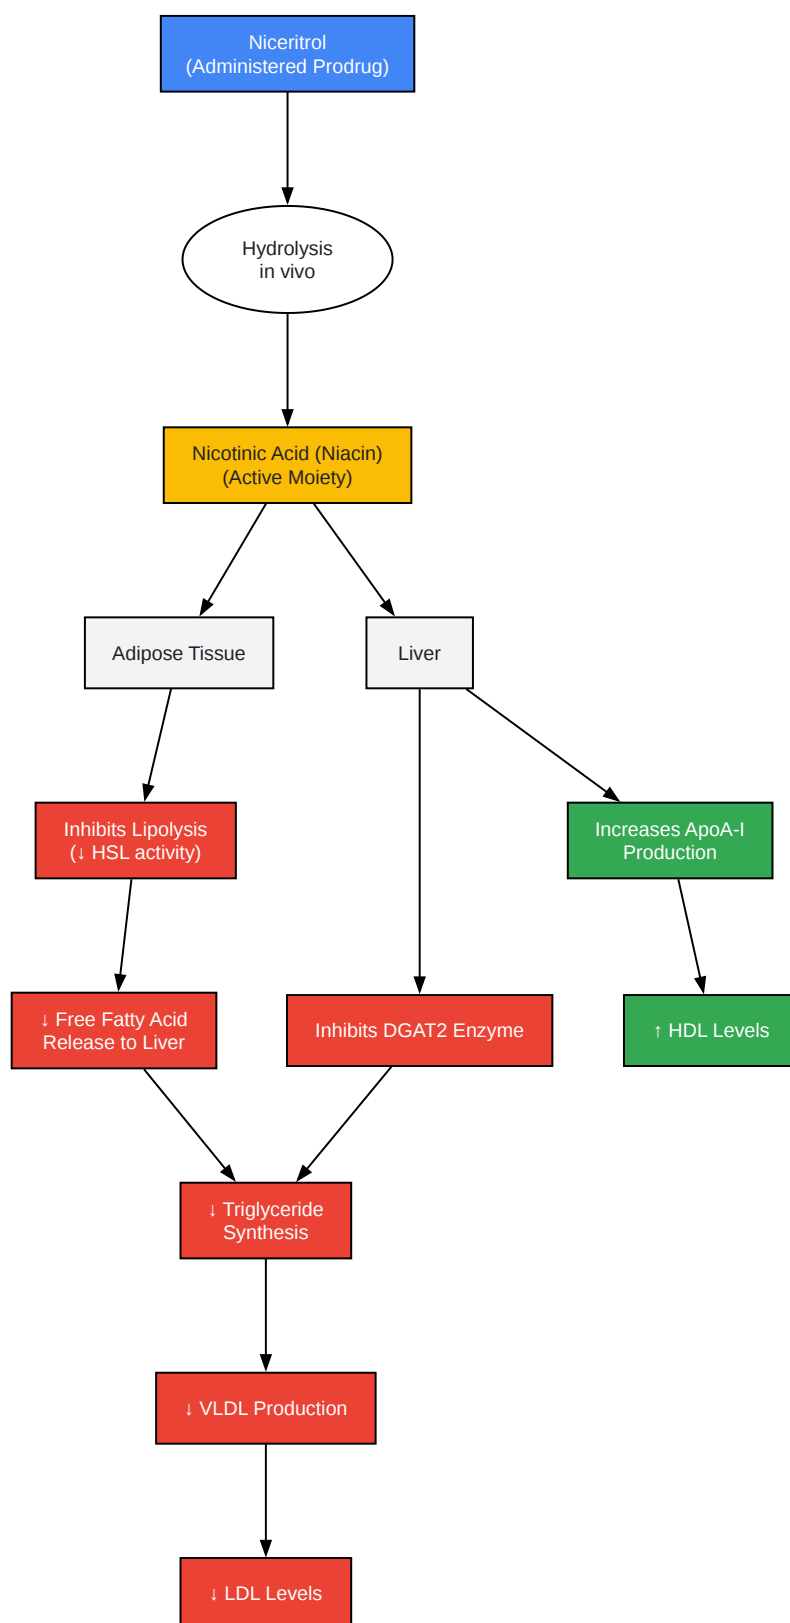 Niceritrol
(Administered Prodrug)
Hydrolysis
in vivo
Nicotinic Acid (Niacin)
(Active Moiety)
Adipose Tissue
Liver
Inhibits Lipolysis
(↓ HSL activity)
Increases ApoA-I
Production
↓ Free Fatty Acid
Release to Liver
Inhibits DGAT2 Enzyme
↑ HDL Levels
↓ Triglyceride
Synthesis
↓ VLDL Production
↓ LDL Levels